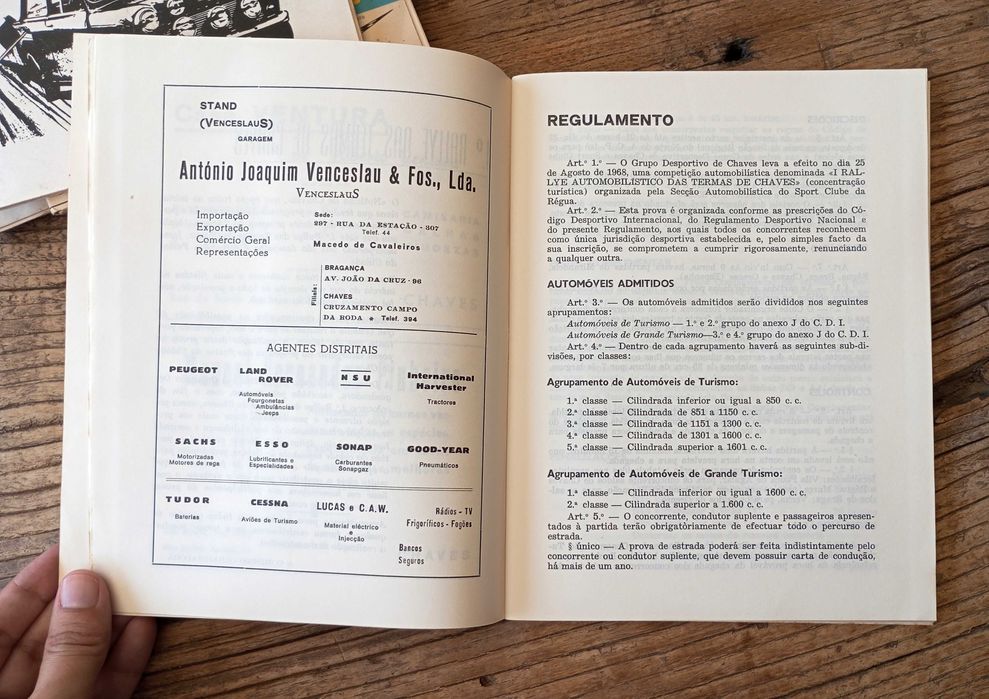 STAND
(VENCESLAUS)
GARAGEM
António Joaquim Venceslau & Fos., Lda.
VENCESLAUS
Importação
Exportação
Comércio Geral
Representações
Sede:
297 - RUA DA ESTAÇÃO - 307
Telef. 44
Macedo de Cavaleiros
Filiais:
BRAGANÇA
AV. JOÃO DA CRUZ - 96
CHAVES
CRUZAMENTO CAMPO
DA RODA * Telef. 394
AGENTES DISTRITAIS
PEUGEOT
LAND
ROVER
Automóveis
Fourgonetas
Ambulâncias
Jeeps
NSU
International
Harvester
Tractores
SACHS
Motorizadas
Motores de rega
ESSO
Lubrificantes e
Especialidades
SONAP
Carburantes
Sonapgaz
GOOD-YEAR
Pneumáticos
TUDOR
Baterias
CESSNA
Aviões de Turismo
LUCAS e C.A.W.
Material eléctrico
e
Injecção
Rádios - TV
Frigoríficos - Fogões
Bancos
Seguros
REGULAMENTO
Art.º 1.º — O Grupo Desportivo de Chaves leva a efeito no dia 25
de Agosto de 1968, uma competição automobilística denominada «I RAL-
LYE AUTOMOBILÍSTICO DAS TERMAS DE CHAVES» (concentração
turística) organizada pela Secção Automobilística do Sport Clube da
Régua.
Art.º 2.º — Esta prova é organizada conforme as prescrições do Có-
digo Desportivo Internacional, do Regulamento Desportivo Nacional e
do presente Regulamento, aos quais todos os concorrentes reconhecem
como única jurisdição desportiva estabelecida e, pelo simples facto da
sua inscrição, se comprometem a cumprir rigorosamente, renunciando
a qualquer outra.
AUTOMÓVEIS ADMITIDOS
Art.º 3.º — Os automóveis admitidos serão divididos nos seguintes
aprupamentos:
Automóveis de Turismo — 1.º e 2.º grupo do anexo J do C. D. I.
Automóveis de Grande Turismo—3.º e 4.º grupo do anexo J do C. D. I.
Art.º 4.º — Dentro de cada agrupamento haverá as seguintes sub-di-
visões, por classes:
Agrupamento de Automóveis de Turismo:
1.ª classe — Cilindrada inferior ou igual a 850 c. c.
2.ª classe — Cilindrada de 851 a 1150 c. c.
3.ª classe — Cilindrada de 1151 a 1300 c. c.
4.ª classe — Cilindrada de 1301 a 1600 c. c.
5.ª classe — Cilindrada superior a 1601 c. c.
Agrupamento de Automóveis de Grande Turismo:
1.ª classe — Cilindrada inferior ou igual a 1600 c. c.
2.ª classe — Cilindrada superior a 1.600 c. c.
Art.º 5.º — O concorrente, condutor suplente e passageiros apresen-
tados à partida terão obrigatòriamente de efectuar todo o percurso de
estrada.
§ único — A prova de estrada poderá ser feita indistintamente pelo
concorrente ou condutor suplente, que devem possuir carta de condução,
há mais de um ano.